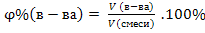 φ%(в – ва) = V (в–ва) / V(смеси) .100%